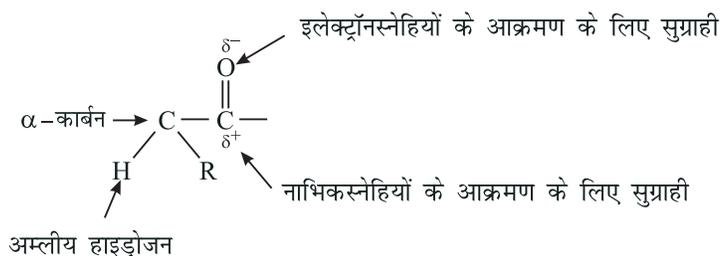 इलेक्ट्रॉनस्नेहियों के आक्रमण के लिए सुग्राही
δ−
O
α−कार्बन
C — C —
δ+
H R
नाभिकस्नेहियों के आक्रमण के लिए सुग्राही
अम्लीय हाइड्रोजन